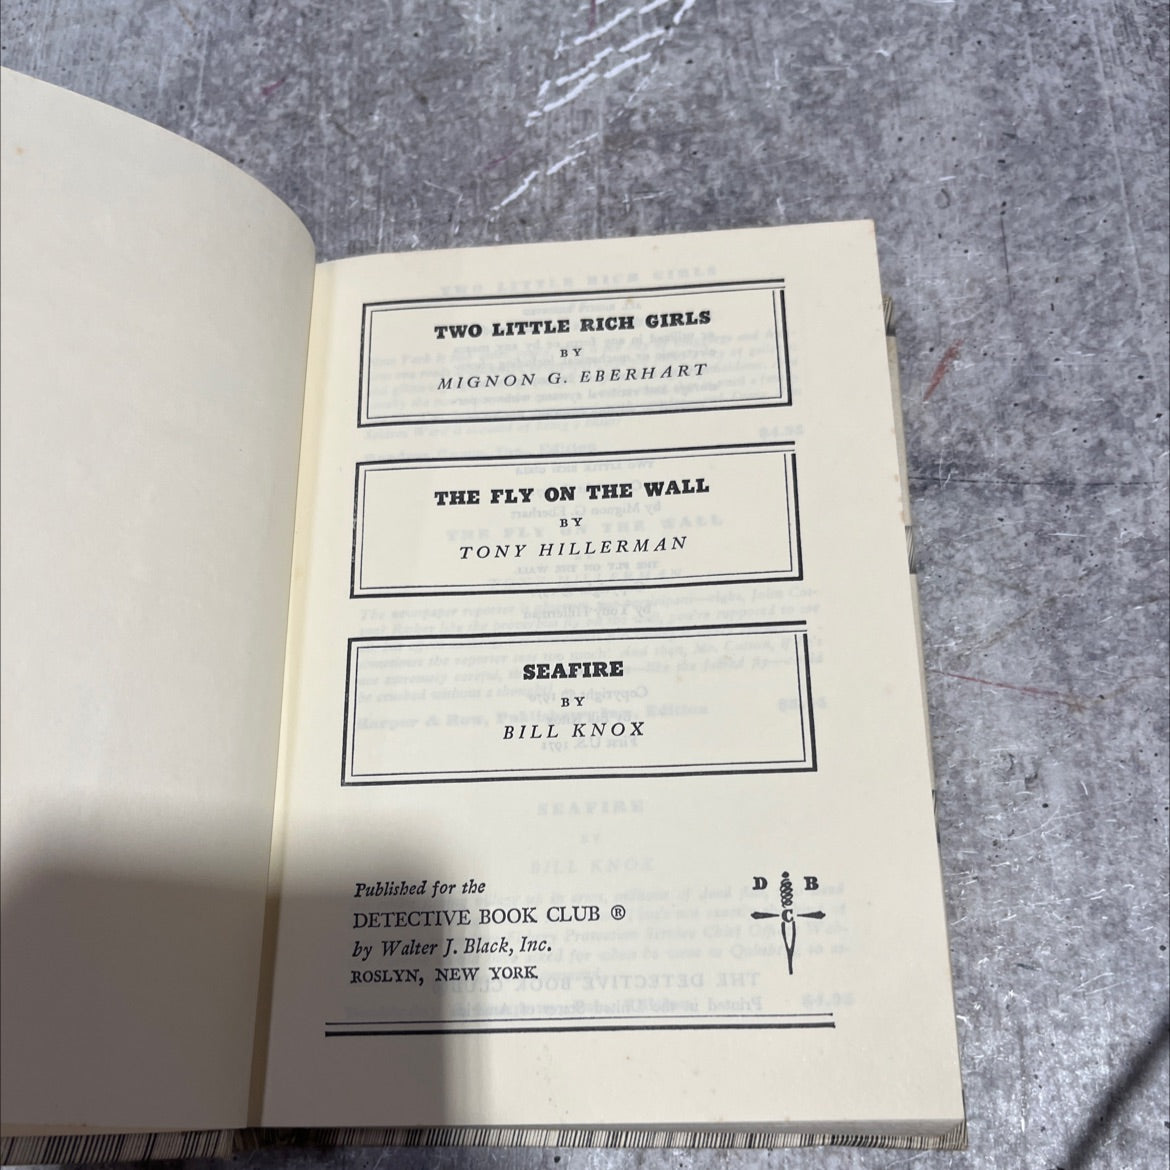 TWO LITTLE RICH GIRLS
BY
MIGNON G. EBERHART
THE FLY ON THE WALL
BY
TONY HILLERMAN
SEAFIRE
BY
BILL KNOX
Published for the
DETECTIVE BOOK CLUB ®
by Walter J. Black, Inc.
ROSLYN, NEW YORK
D B
C